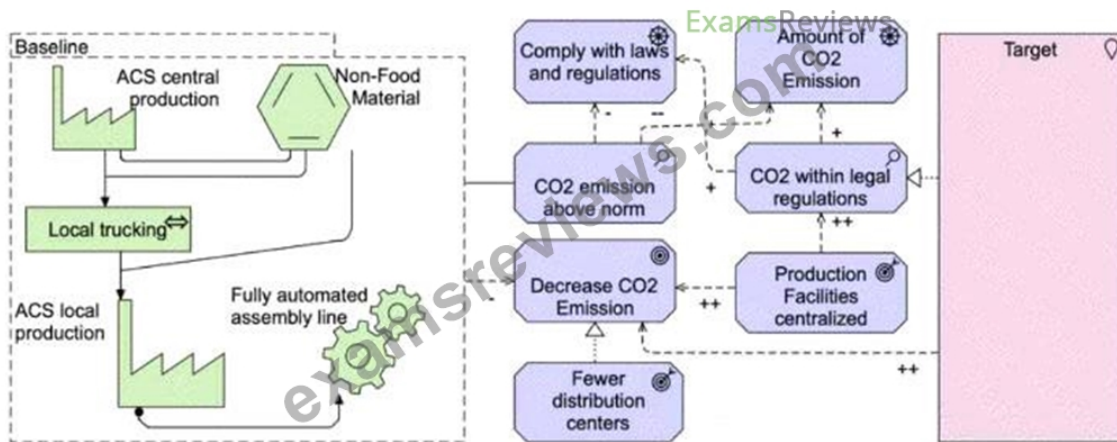 ExamsReviews
Baseline
ACS central
production
Non-Food
Material
Local trucking
ACS local
production
Fully automated
assembly line
Comply with laws
and regulations
Amount of
CO2
Emission
-
--
+
+
CO2 emission
above norm
CO2 within legal
regulations
++
Decrease CO2
Emission
-
++
Production
Facilities
centralized
++
Fewer
distribution
centers
Target
examsreviews.com